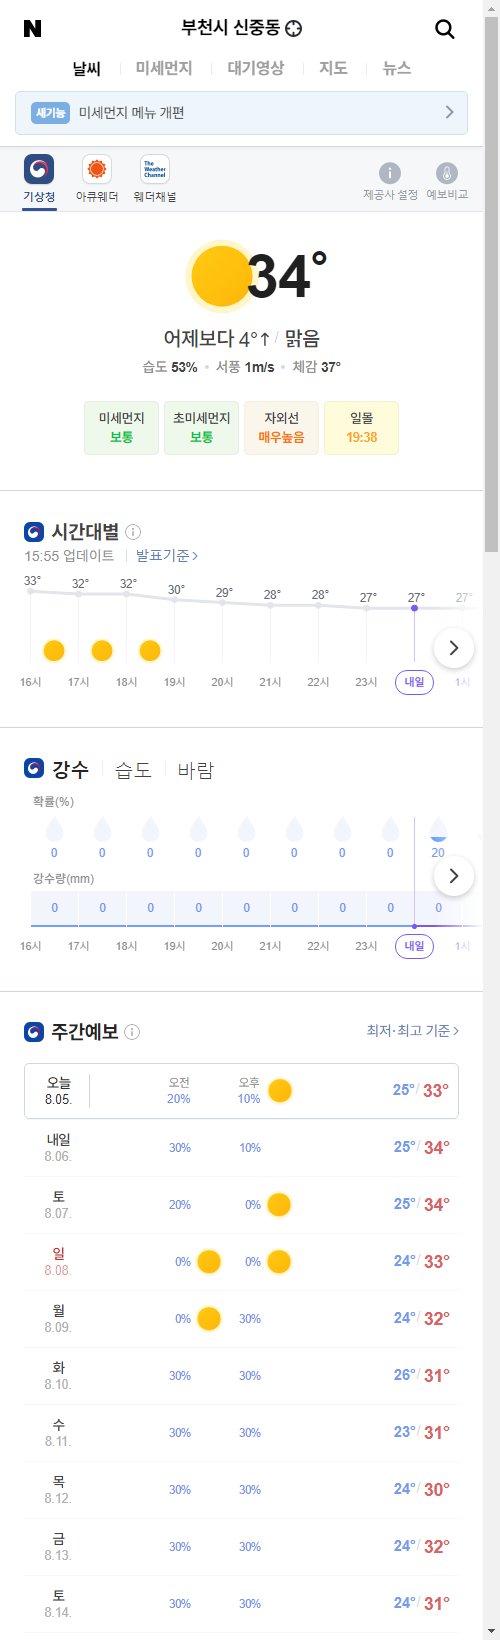 N
부천시 신중동
날씨 미세먼지 대기영상 지도 뉴스
새기능 미세먼지 메뉴 개편
The Weather Channel
기상청 아큐웨더 웨더채널 제공사 설정 예보비교
34°
어제보다 4°↑ / 맑음
습도 53% • 서풍 1m/s • 체감 37°
미세먼지 초미세먼지 자외선 일몰
보통 보통 매우높음 19:38
시간대별
15:55 업데이트 발표기준 >
33° 32° 32° 30° 29° 28° 28° 27° 27° 27°
16시 17시 18시 19시 20시 21시 22시 23시 내일 1시
강수 습도 바람
확률(%)
0 0 0 0 0 0 0 0 20
강수량(mm)
0 0 0 0 0 0 0 0 0
16시 17시 18시 19시 20시 21시 22시 23시 내일 1시
주간예보 최저·최고 기준 >
오늘 8.05. 오전 20% 오후 10% 25°/ 33°
내일 8.06. 30% 10% 25°/ 34°
토 8.07. 20% 0% 25°/ 34°
일 8.08. 0% 0% 24°/ 33°
월 8.09. 0% 30% 24°/ 32°
화 8.10. 30% 30% 26°/ 31°
수 8.11. 30% 30% 23°/ 31°
목 8.12. 30% 30% 24°/ 30°
금 8.13. 30% 30% 24°/ 32°
토 8.14. 30% 30% 24°/ 31°